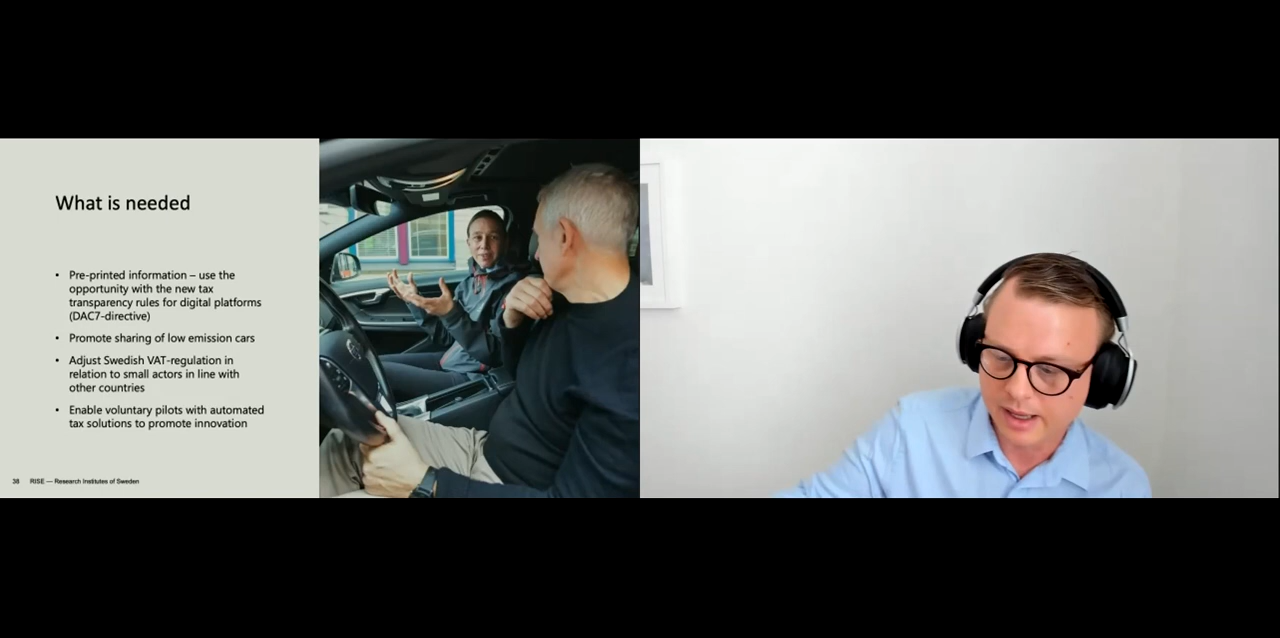 What is needed
• Pre-printed information – use the
opportunity with the new tax
transparency rules for digital platforms
(DAC7-directive)
• Promote sharing of low emission cars
• Adjust Swedish VAT-regulation in
relation to small actors in line with
other countries
• Enable voluntary pilots with automated
tax solutions to promote innovation
38 RISE — Research Institutes of Sweden